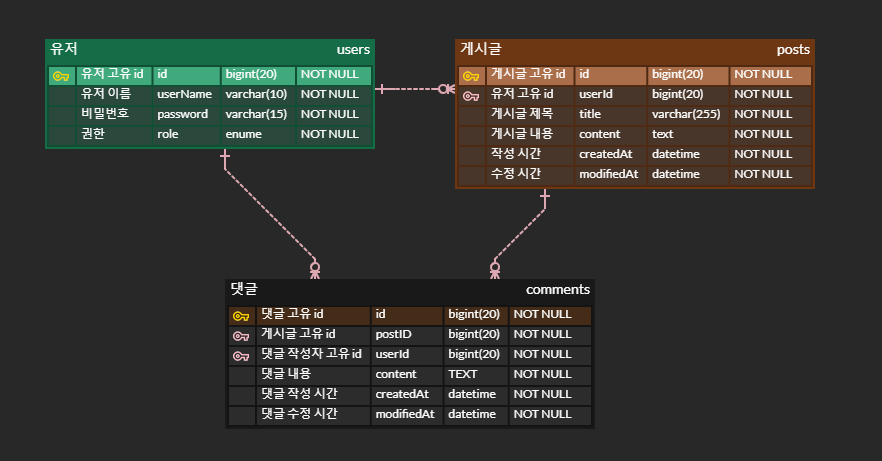 유저 users
유저 고유 id id bigint(20) NOT NULL
유저 이름 userName varchar(10) NOT NULL
비밀번호 password varchar(15) NOT NULL
권한 role enume NOT NULL
게시글 posts
게시글 고유 id id bigint(20) NOT NULL
유저 고유 id userId bigint(20) NOT NULL
게시글 제목 title varchar(255) NOT NULL
게시글 내용 content text NOT NULL
작성 시간 createdAt datetime NOT NULL
수정 시간 modifiedAt datetime NOT NULL
댓글 comments
댓글 고유 id id bigint(20) NOT NULL
게시글 고유 id postID bigint(20) NOT NULL
댓글 작성자 고유 id userId bigint(20) NOT NULL
댓글 내용 content TEXT NOT NULL
댓글 작성 시간 createdAt datetime NOT NULL
댓글 수정 시간 modifiedAt datetime NOT NULL